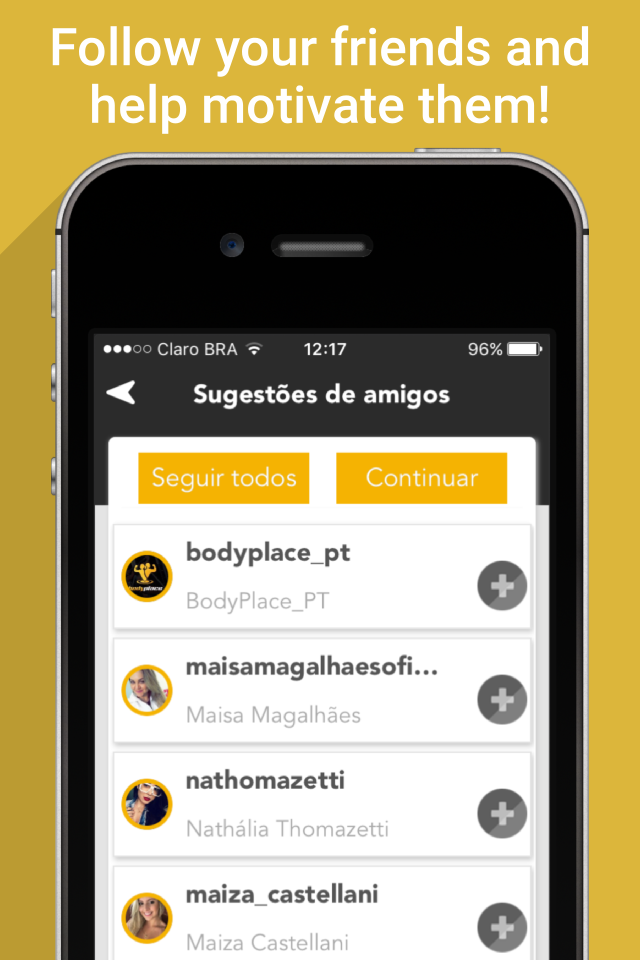 Follow your friends and
help motivate them!
Claro BRA 12:17 96%
Sugestões de amigos
Seguir todos Continuar
bodyplace_pt
BodyPlace_PT
bodyplace
maisamagalhaesofi...
Maisa Magalhães
nathomazetti
Nathália Thomazetti
maiza_castellani
Maiza Castellani